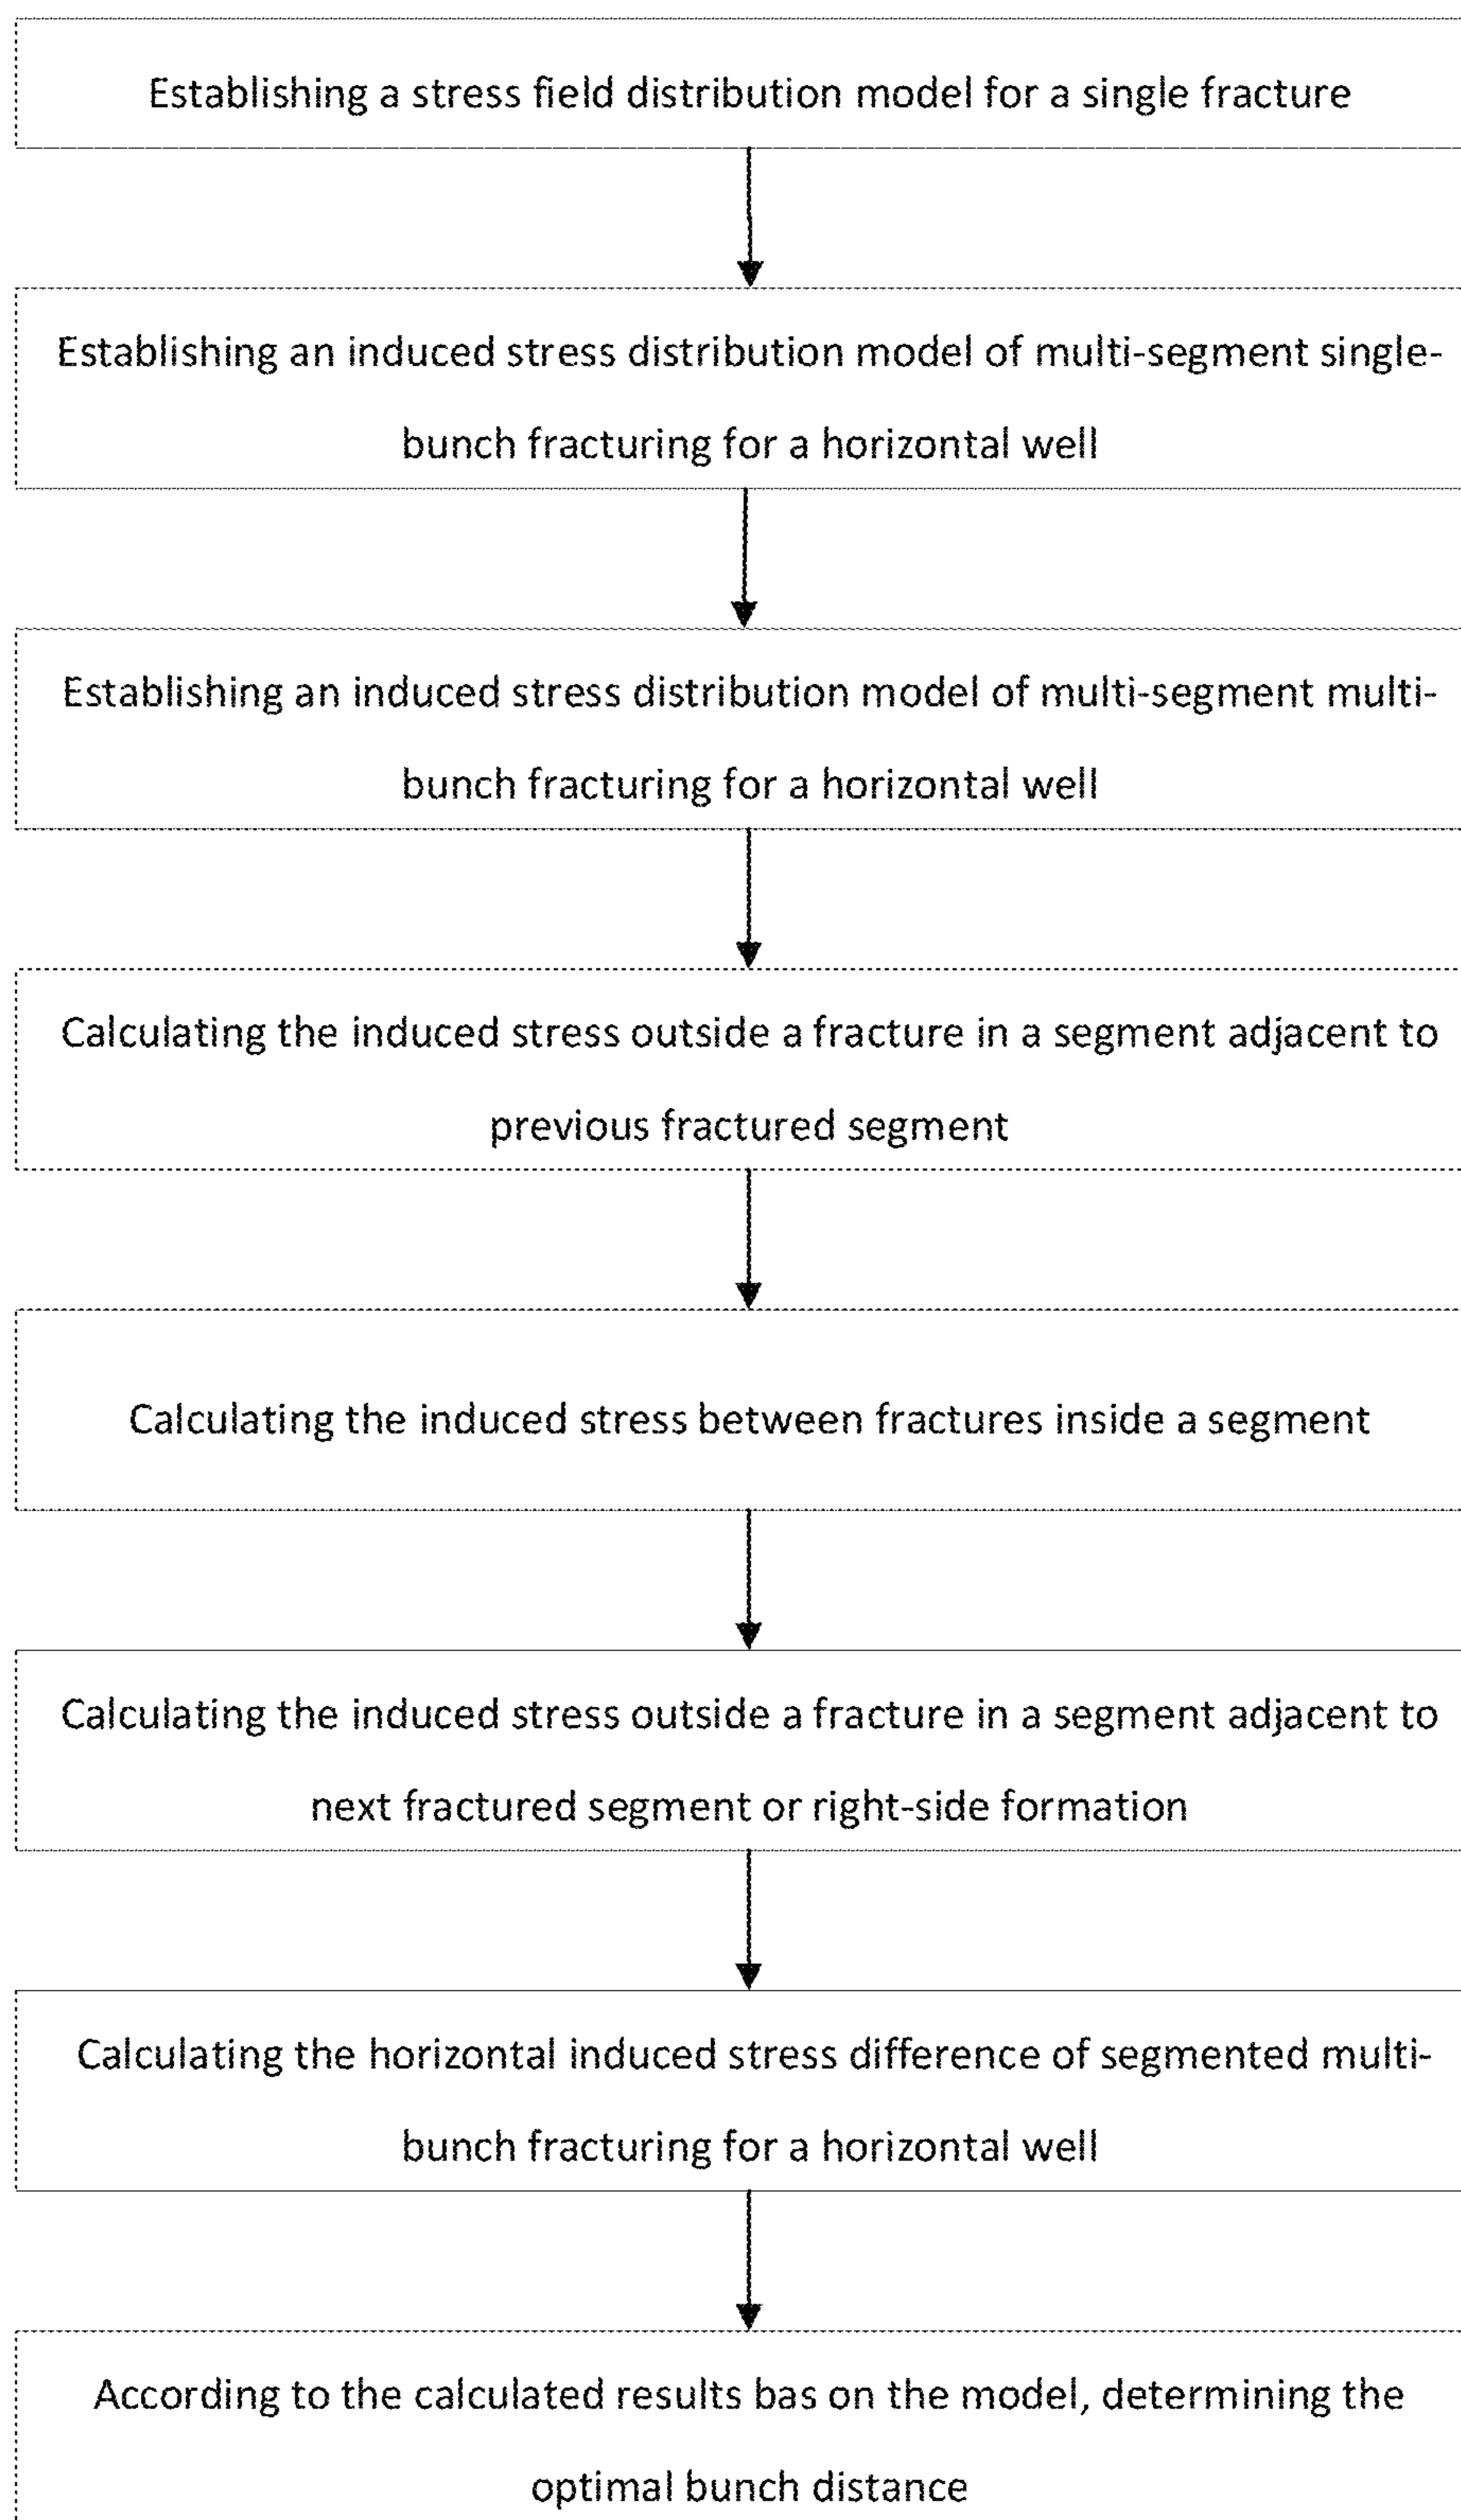 Establishing a stress field distribution model for a single fracture
Establishing an induced stress distribution model of multi-segment single-
bunch fracturing for a horizontal well
Establishing an induced stress distribution model of multi-segment multi-
bunch fracturing for a horizontal well
Calculating the induced stress outside a fracture in a segment adjacent to
previous fractured segment
Calculating the induced stress between fractures inside a segment
Calculating the induced stress outside a fracture in a segment adjacent to
next fractured segment or right-side formation
Calculating the horizontal induced stress difference of segmented multi-
bunch fracturing for a horizontal well
According to the calculated results bas on the model, determining the
optimal bunch distance